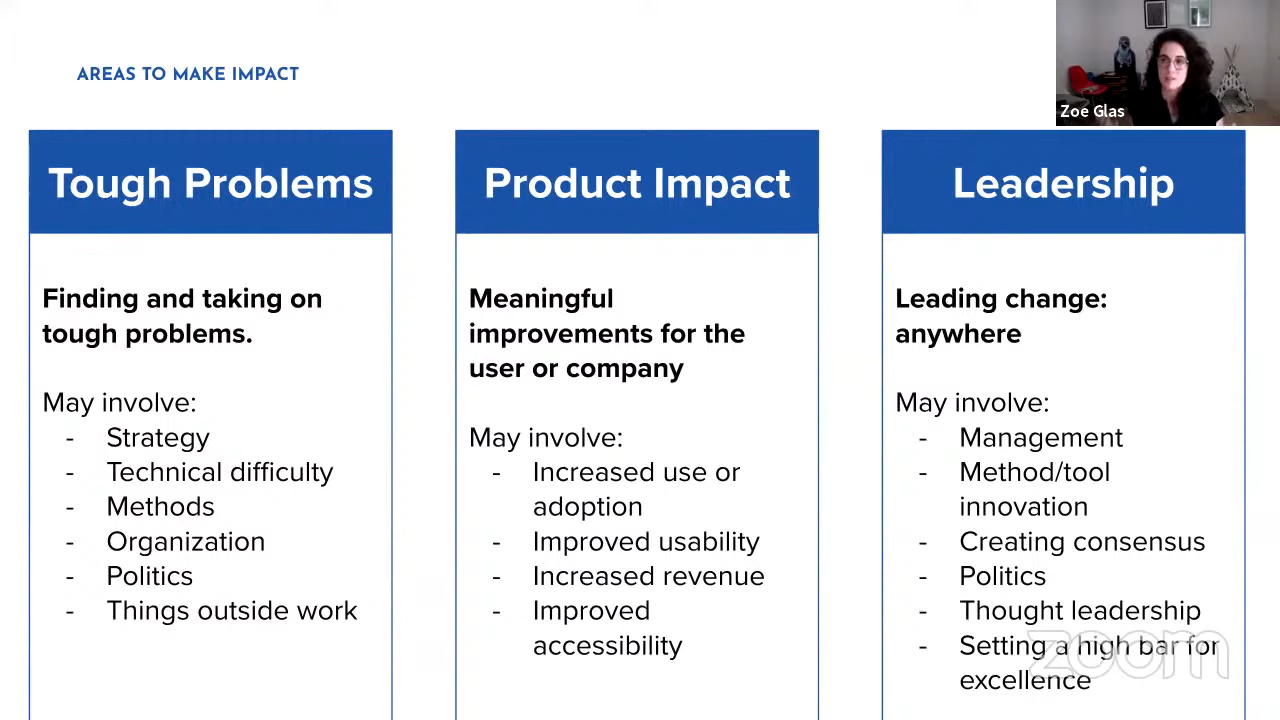 AREAS TO MAKE IMPACT
Zoe Glas
Tough Problems
Finding and taking on
tough problems.
May involve:
- Strategy
- Technical difficulty
- Methods
- Organization
- Politics
- Things outside work
Product Impact
Meaningful
improvements for the
user or company
May involve:
- Increased use or
adoption
- Improved usability
- Increased revenue
- Improved
accessibility
Leadership
Leading change:
anywhere
May involve:
- Management
- Method/tool
innovation
- Creating consensus
- Politics
- Thought leadership
- Setting a high bar for
excellence
zoom